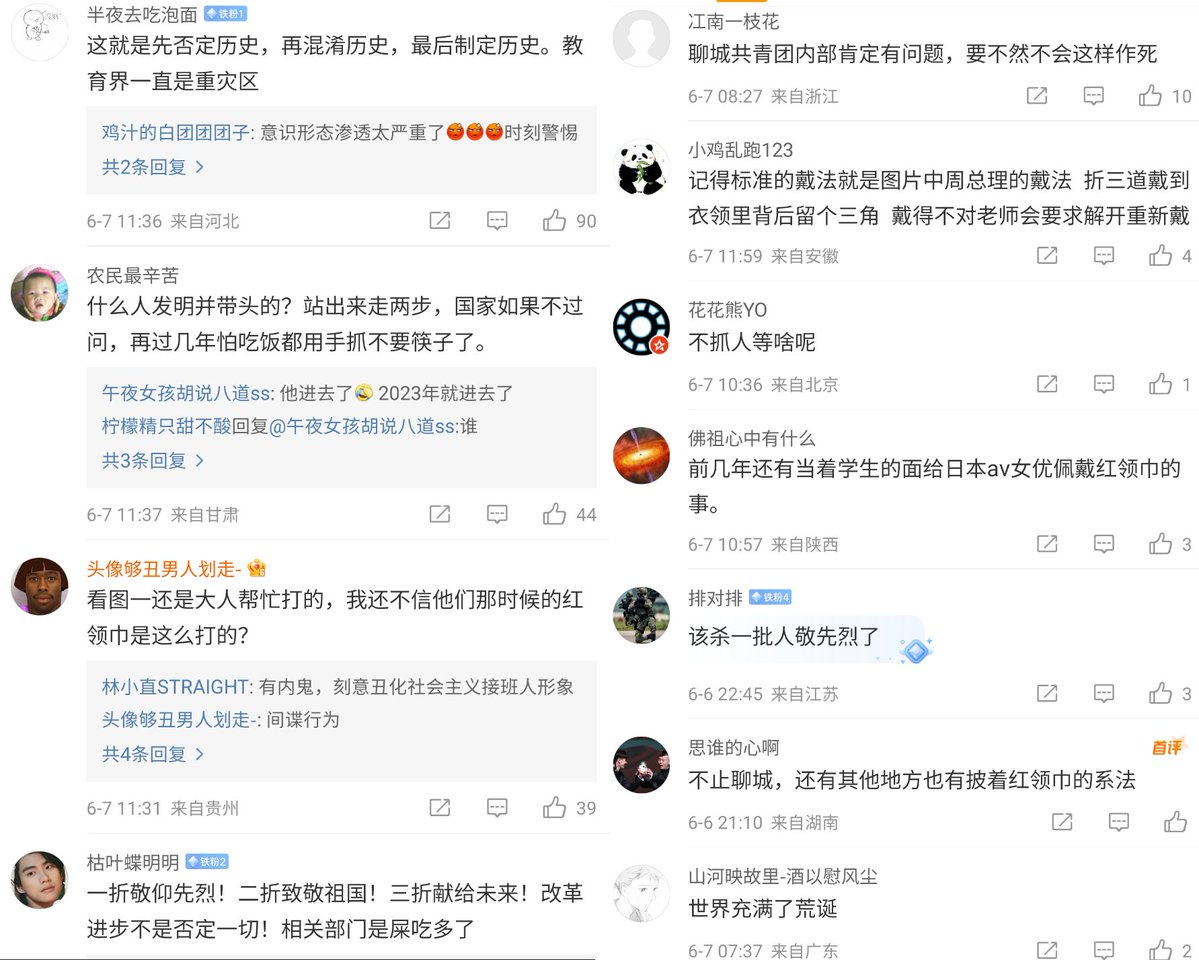 半夜去吃泡面 铁粉1
这就是先否定历史，再混淆历史，最后制定历史。教
育界一直是重灾区
鸡汁的白团团团子: 意识形态渗透太严重了时刻警惕
共2条回复 >
6-7 11:36 来自河北 90
农民最辛苦
什么人发明并带头的？站出来走两步，国家如果不过
问，再过几年怕吃饭都用手抓不要筷子了。
午夜女孩胡说八道ss: 他进去了 2023年就进去了
柠檬精只甜不酸回复@午夜女孩胡说八道ss:谁
共3条回复 >
6-7 11:37 来自甘肃 44
头像够丑男人划走-
看图一还是大人帮忙打的，我还不信他们那时候的红
领巾是这么打的？
林小直STRAIGHT: 有内鬼，刻意丑化社会主义接班人形象
头像够丑男人划走-: 间谍行为
共4条回复 >
6-7 11:31 来自贵州 39
枯叶蝶明明 铁粉2
一折敬仰先烈！二折致敬祖国！三折献给未来！改革
进步不是否定一切！相关部门是屎吃多了
江南一枝花
聊城共青团内部肯定有问题，要不然不会这样作死
6-7 08:27 来自浙江 10
小鸡乱跑123
记得标准的戴法就是图片中周总理的戴法 折三道戴到
衣领里背后留个三角 戴得不对老师会要求解开重新戴
6-7 11:59 来自安徽 4
花花熊YO
不抓人等啥呢
6-7 10:36 来自北京 1
佛祖心中有什么
前几年还有当着学生的面给日本av女优佩戴红领巾的
事。
6-7 10:57 来自陕西 3
排对排 铁粉4
该杀一批人敬先烈了
6-6 22:45 来自江苏 3
思谁的心啊
首评
不止聊城，还有其他地方也有披着红领巾的系法
6-6 21:10 来自湖南
山河映故里-酒以慰风尘
世界充满了荒诞
6-7 07:37 来自广东 2